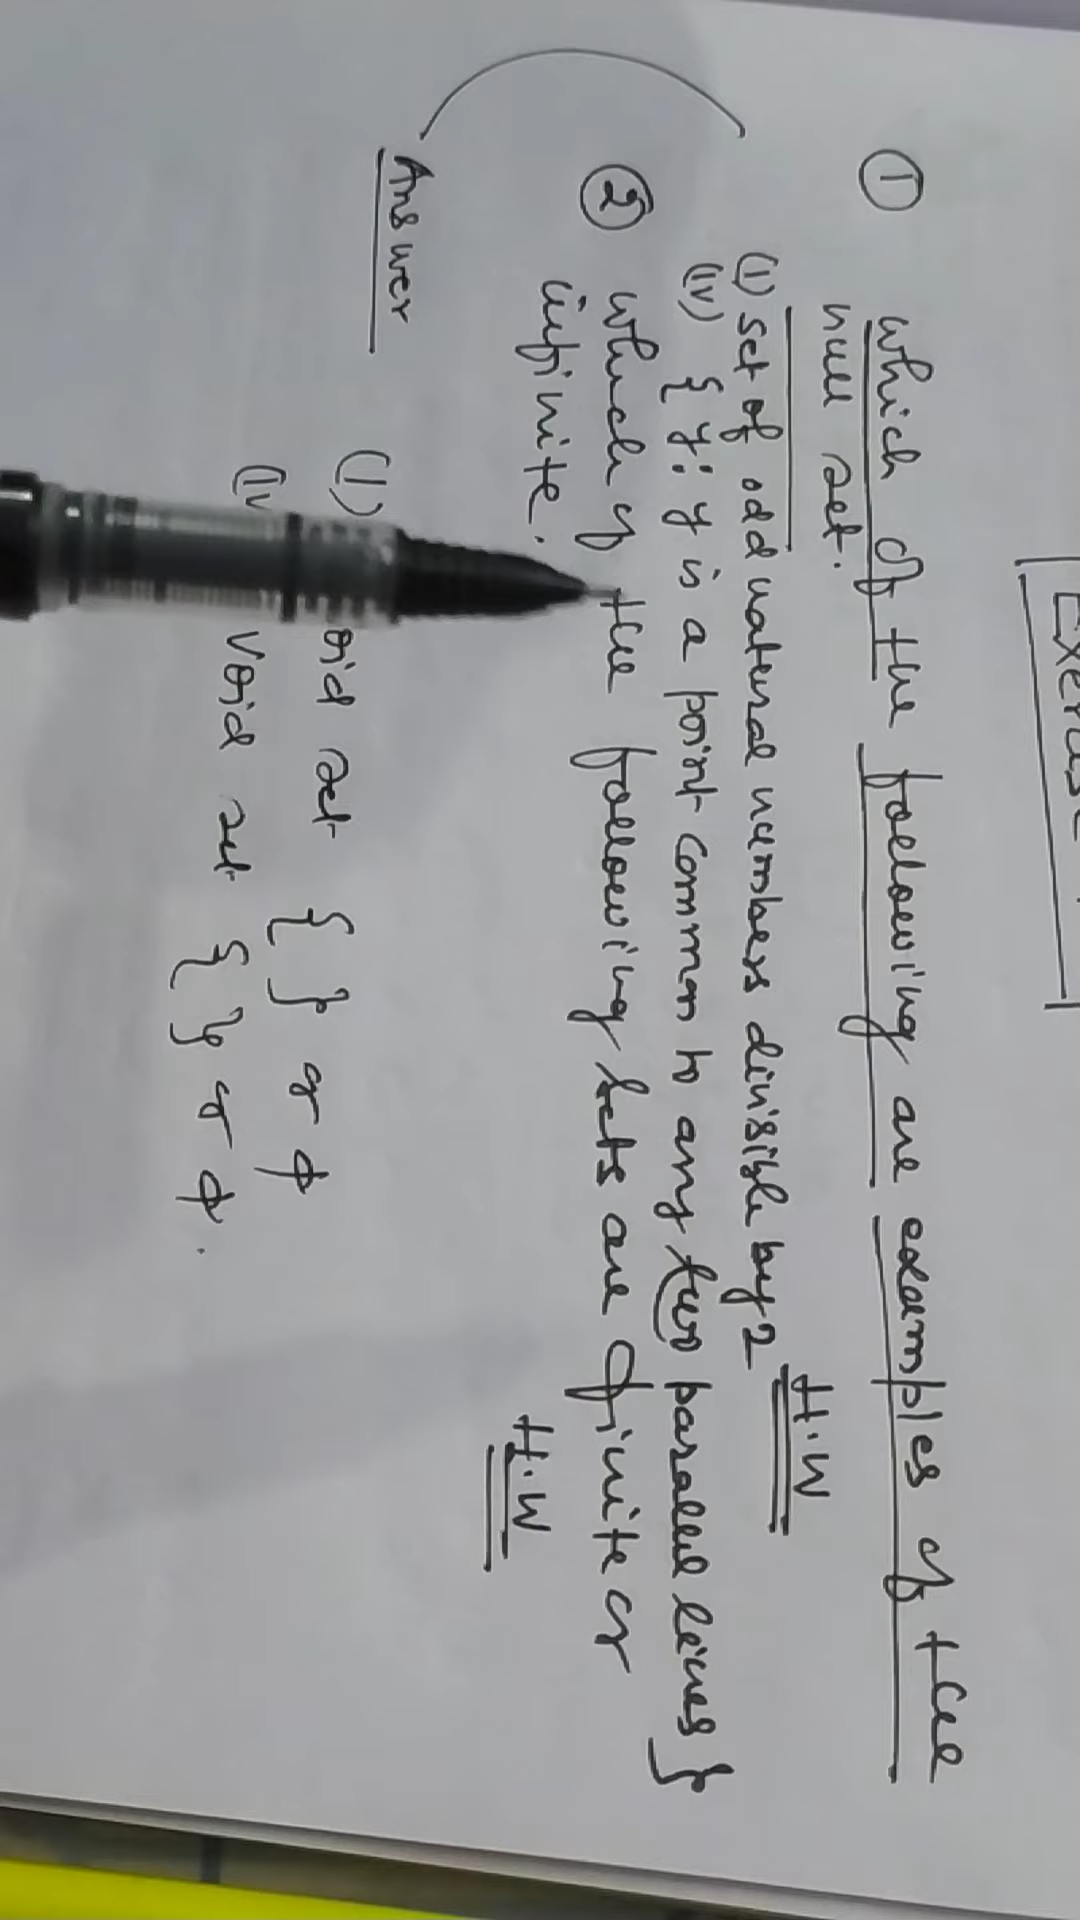 ① which of the following are examples of the
null set.
H.W
(i) set of odd natural numbers divisible by 2
(iv) { y : y is a point common to any two parallel lines }
② which of the following sets are finite or
infinite.
H.W
Answer
(i) oid set { } or φ
(iv void set { } or φ.